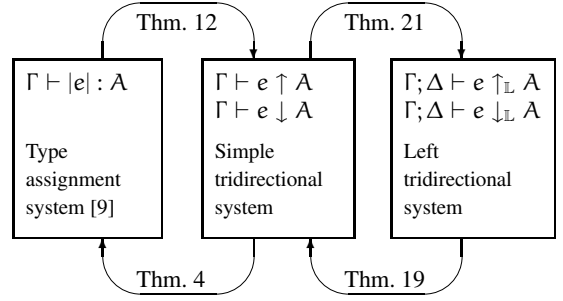 Thm. 12
Thm. 21
Γ ⊢ |e| : A
Type
assignment
system [9]
Γ ⊢ e ↑ A
Γ ⊢ e ↓ A
Simple
tridirectional
system
Γ; Δ ⊢ e ↑𝕃 A
Γ; Δ ⊢ e ↓𝕃 A
Left
tridirectional
system
Thm. 4
Thm. 19